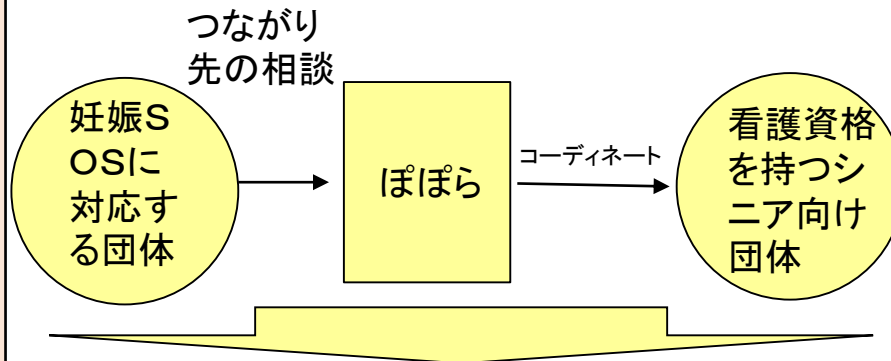 つながり
先の相談
妊娠S
OSに
対応す
る団体
ぽぽら
コーディネート
看護資格
を持つシ
ニア向け
団体